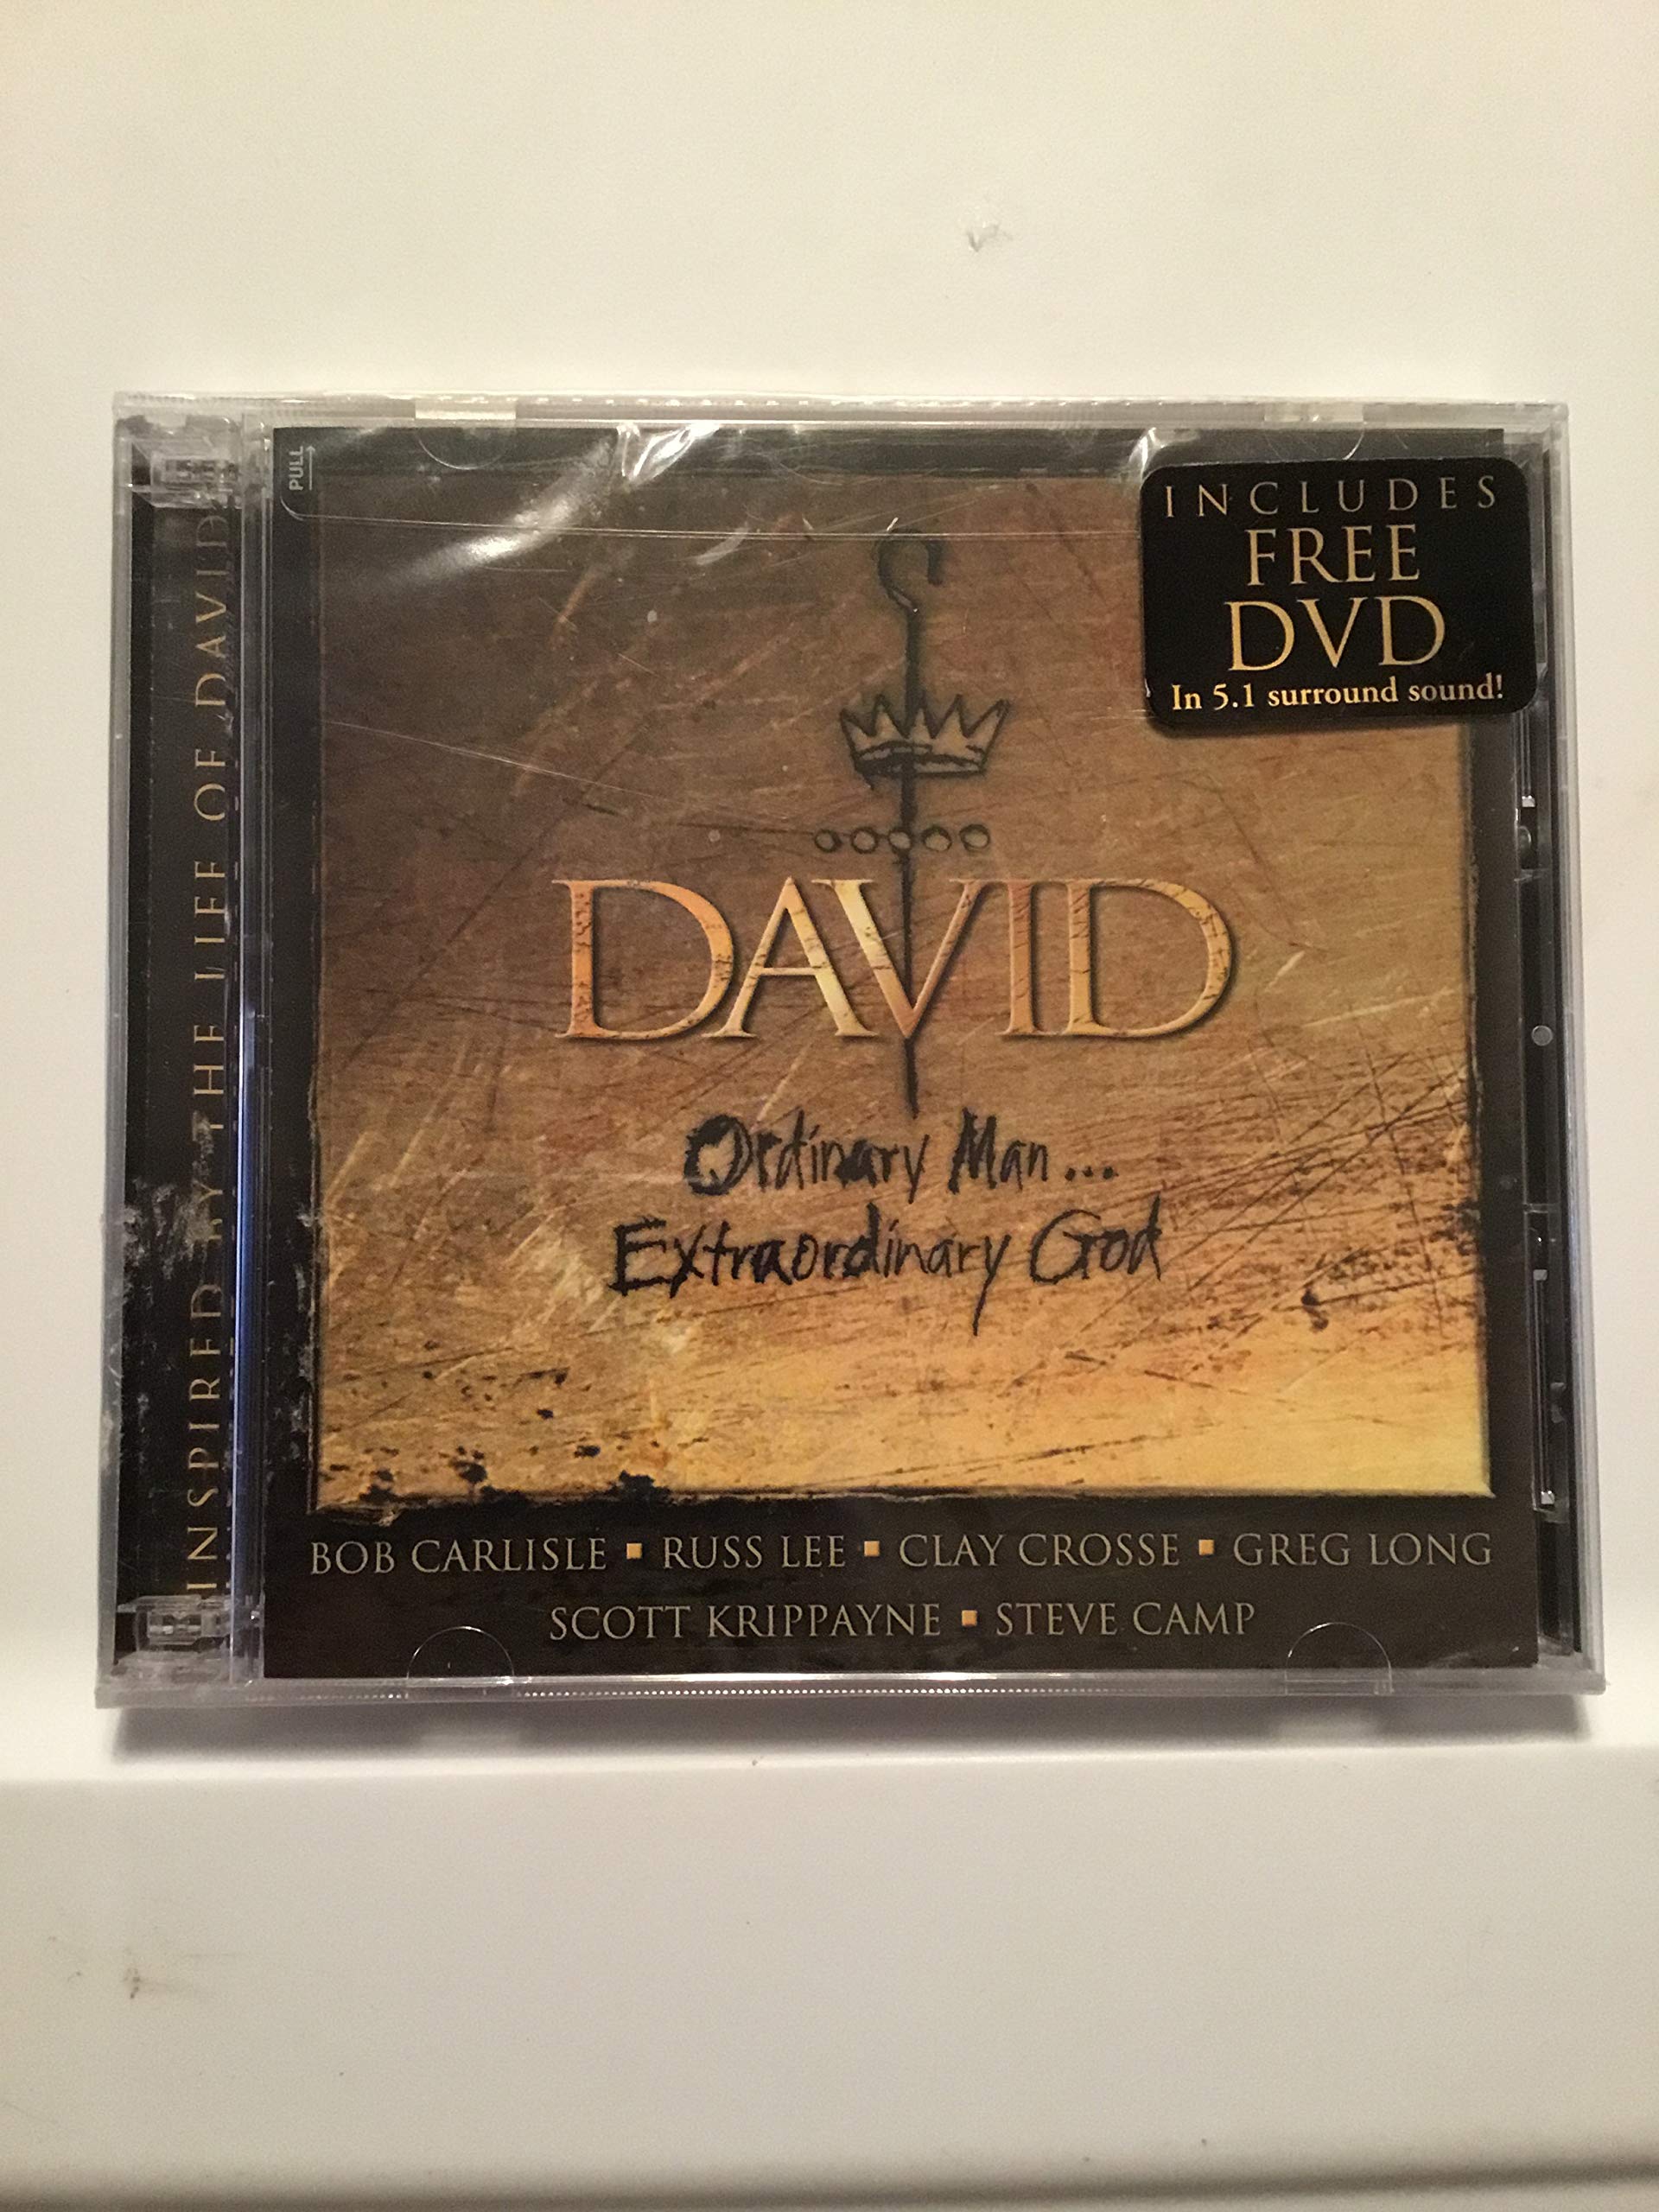 PULL
INCLUDES
FREE
DVD
In 5.1 surround sound!
INSPIRED BY THE LIFE OF DAVID
DAVID
Ordinary Man...
Extraordinary God
BOB CARLISLE ▪ RUSS LEE ▪ CLAY CROSSE ▪ GREG LONG
SCOTT KRIPPAYNE ▪ STEVE CAMP